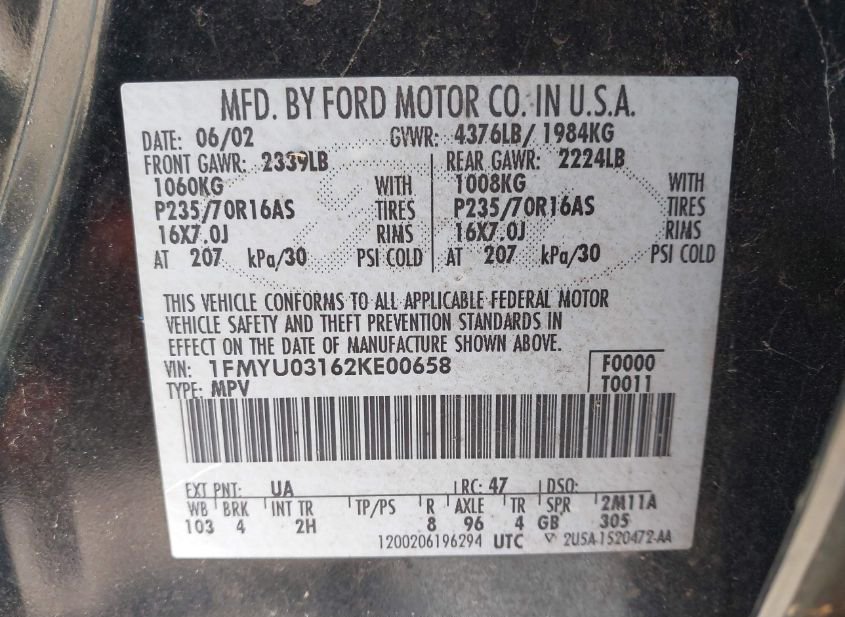 MFD. BY FORD MOTOR CO. IN U.S.A.
DATE: 06/02 GVWR: 4376LB/ 1984KG
FRONT GAWR: 2339LB REAR GAWR: 2224LB
1060KG WITH 1008KG WITH
P235/70R16AS TIRES P235/70R16AS TIRES
16X7.0J RIMS 16X7.0J RIMS
AT 207 kPa/30 PSI COLD AT 207 kPa/30 PSI COLD
THIS VEHICLE CONFORMS TO ALL APPLICABLE FEDERAL MOTOR
VEHICLE SAFETY AND THEFT PREVENTION STANDARDS IN
EFFECT ON THE DATE OF MANUFACTURE SHOWN ABOVE.
VIN: 1FMYU03162KE00658 F0000
TYPE: MPV T0011
EXT PNT: UA RC: 47 DSO:
WB BRK INT TR TP/PS R AXLE TR SPR 2M11A
103 4 2H 8 96 4 GB 305
1200206196294 UTC 2U5A-1520472-AA